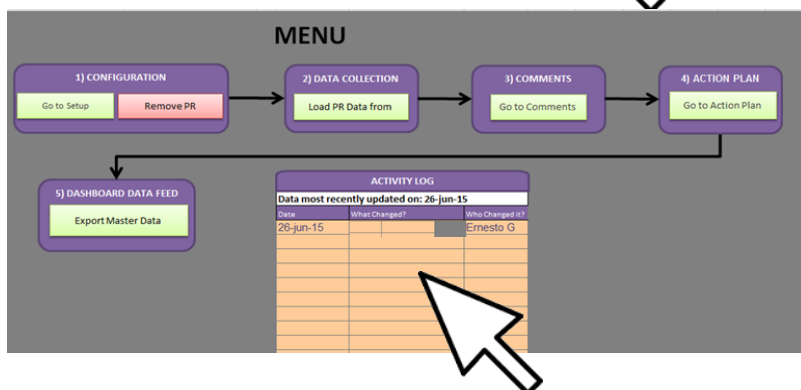 MENU
1) CONFIGURATION
Go to Setup
Remove PR
2) DATA COLLECTION
Load PR Data from
3) COMMENTS
Go to Comments
4) ACTION PLAN
Go to Action Plan
5) DASHBOARD DATA FEED
Export Master Data
ACTIVITY LOG
Data most recently updated on: 26-jun-15
Date What Changed? Who Changed it?
26-jun-15 Ernesto G